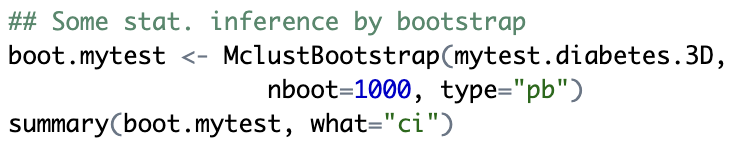 ## Some stat. inference by bootstrap
boot.mytest <- MclustBootstrap(mytest.diabetes.3D,
nboot=1000, type="pb")
summary(boot.mytest, what="ci")